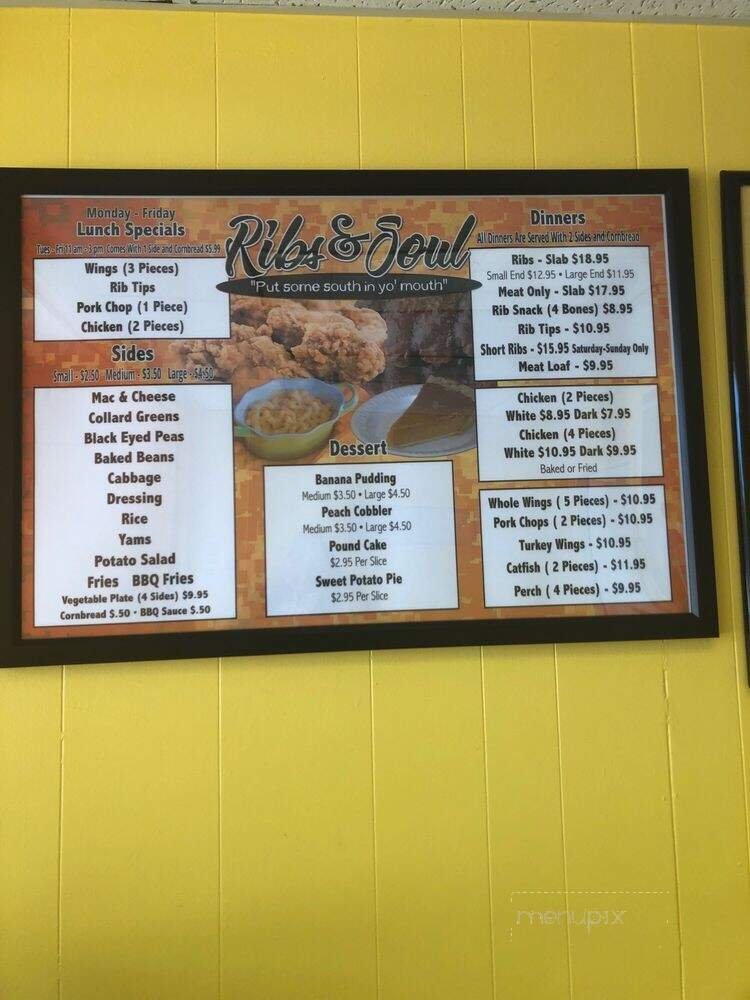 Monday - Friday
Lunch Specials
Tues - Fri 11 am - 3 pm Comes With 1 Side and Cornbread $5.99
Wings (3 Pieces)
Rib Tips
Pork Chop (1 Piece)
Chicken (2 Pieces)
Sides
Small - $2.50 Medium - $3.50 Large - $4.50
Mac & Cheese
Collard Greens
Black Eyed Peas
Baked Beans
Cabbage
Dressing
Rice
Yams
Potato Salad
Fries BBQ Fries
Vegetable Plate (4 Sides) $9.95
Cornbread $.50 • BBQ Sauce $.50
Ribs & Soul
"Put some south in yo' mouth"
Dessert
Banana Pudding
Medium $3.50 • Large $4.50
Peach Cobbler
Medium $3.50 • Large $4.50
Pound Cake
$2.95 Per Slice
Sweet Potato Pie
$2.95 Per Slice
Dinners
All Dinners Are Served With 2 Sides and Cornbread
Ribs - Slab $18.95
Small End $12.95 • Large End $11.95
Meat Only - Slab $17.95
Rib Snack (4 Bones) $8.95
Rib Tips - $10.95
Short Ribs - $15.95 Saturday-Sunday Only
Meat Loaf - $9.95
Chicken (2 Pieces)
White $8.95 Dark $7.95
Chicken (4 Pieces)
White $10.95 Dark $9.95
Baked or Fried
Whole Wings ( 5 Pieces) - $10.95
Pork Chops ( 2 Pieces) - $10.95
Turkey Wings - $10.95
Catfish ( 2 Pieces) - $11.95
Perch ( 4 Pieces) - $9.95
menupix